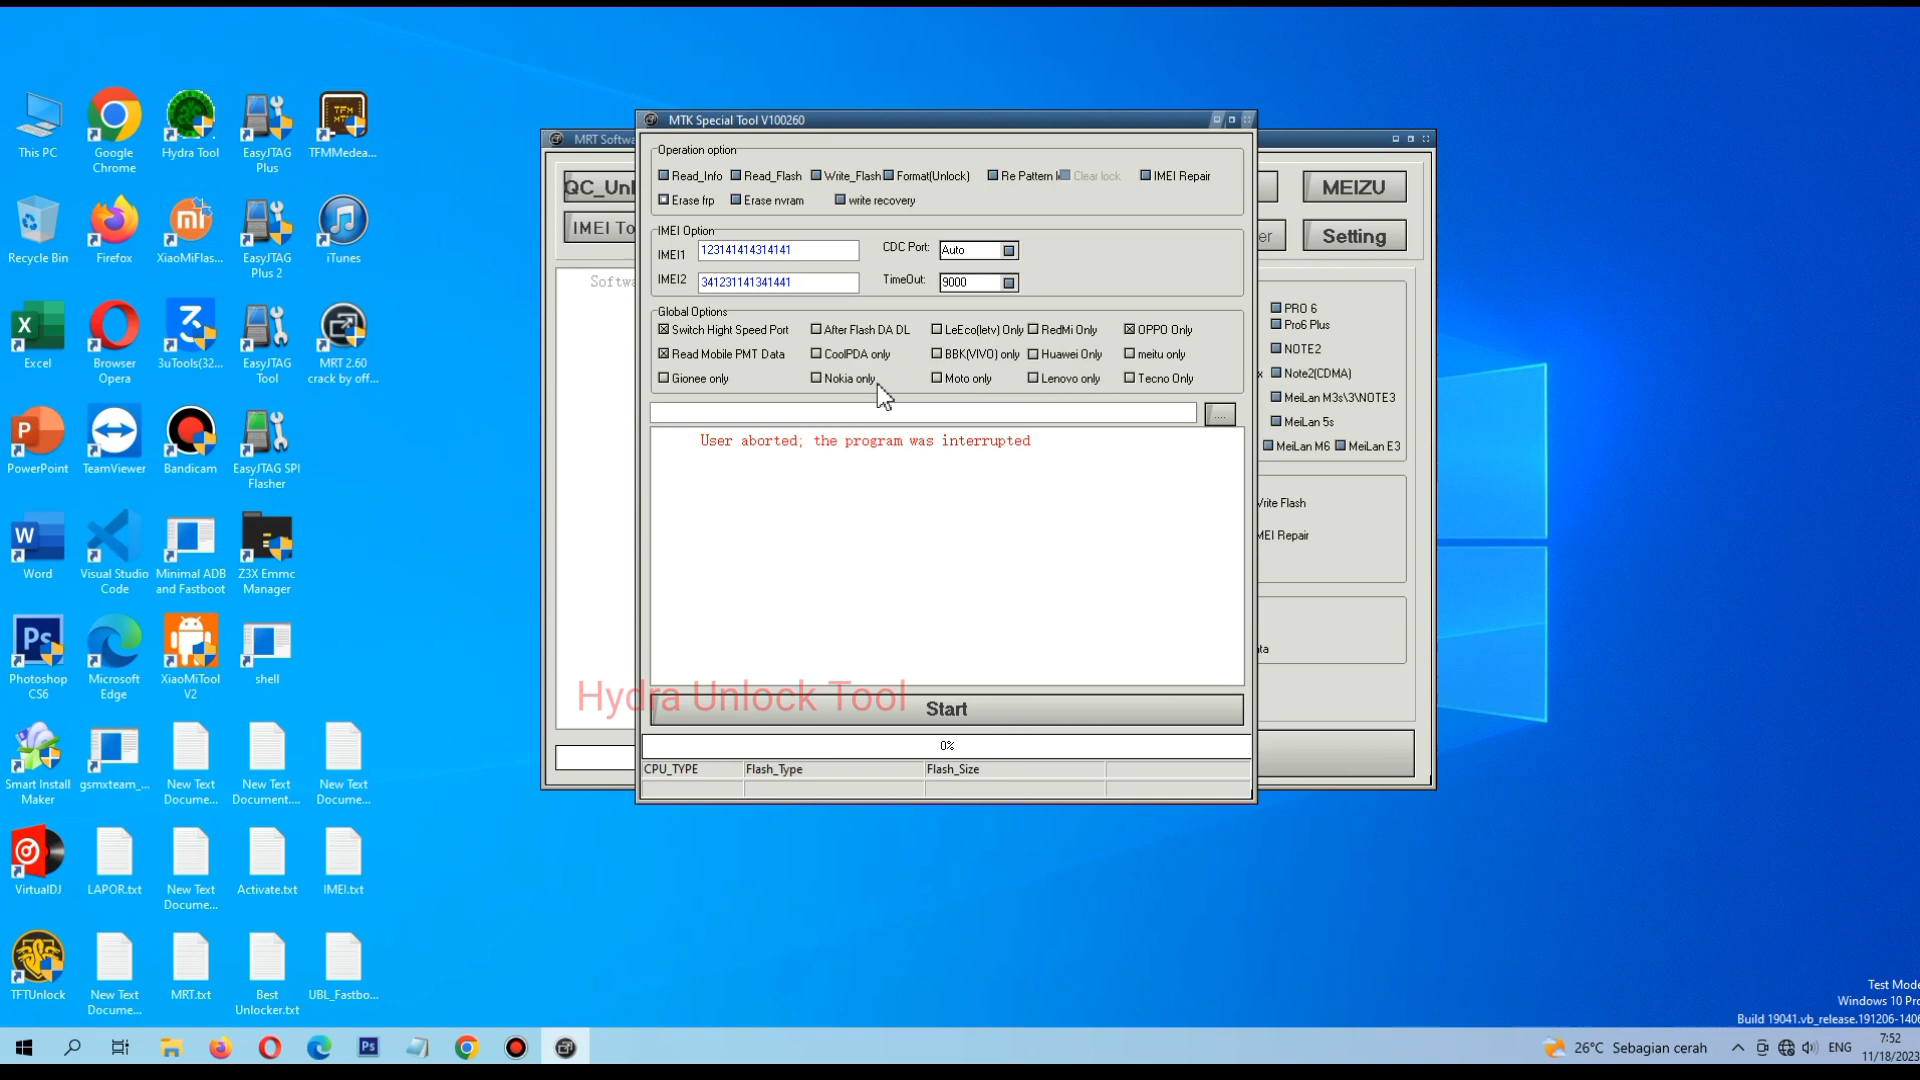 This PC
Google
Chrome
Hydra Tool
EasyJTAG
Plus
TFMMedea...
Recycle Bin
Firefox
XiaoMiFlas...
EasyJTAG
Plus 2
iTunes
Excel
Browser
Opera
3uTools(32...
EasyJTAG
Tool
MRT 2.60
crack by off...
PowerPoint
TeamViewer
Bandicam
EasyJTAG SPI
Flasher
Word
Visual Studio
Code
Minimal ADB
and Fastboot
Z3X Emmc
Manager
Photoshop
CS6
Microsoft
Edge
XiaoMiTool
V2
shell
Smart Install
Maker
gsmxteam_...
New Text
Docume...
New Text
Document....
New Text
Docume...
VirtualDJ
LAPOR.txt
New Text
Docume...
Activate.txt
IMEI.txt
TFTUnlock
New Text
Docume...
MRT.txt
Best
Unlocker.txt
UBL_Fastbo...
MRT Softwa
QC_Unl
MEIZU
IMEI To
er
Setting
Softwa
PRO 6
Pro6 Plus
NOTE2
Note2(CDMA)
MeiLan M3s\3\NOTE3
MeiLan 5s
MeiLan M6 MeiLan E3
Write Flash
MEI Repair
ta
MTK Special Tool V100260
Operation option
Read_Info Read_Flash Write_Flash Format(Unlock) Re Pattern l Clear lock IMEI Repair
Erase frp Erase nvram write recovery
IMEI Option
IMEI1 123141414314141 CDC Port: Auto
IMEI2 341231141341441 TimeOut: 9000
Global Options
Switch Hight Speed Port After Flash DA DL LeEco(letv) Only RedMi Only OPPO Only
Read Mobile PMT Data CoolPDA only BBK(VIVO) only Huawei Only meitu only
Gionee only Nokia only Moto only Lenovo only Tecno Only
....
User aborted; the program was interrupted
Hydra Unlock Tool
Start
0%
CPU_TYPE Flash_Type Flash_Size
Test Mode
Windows 10 Pro
Build 19041.vb_release.191206-1406
26°C Sebagian cerah
ENG
7:52
11/18/2023